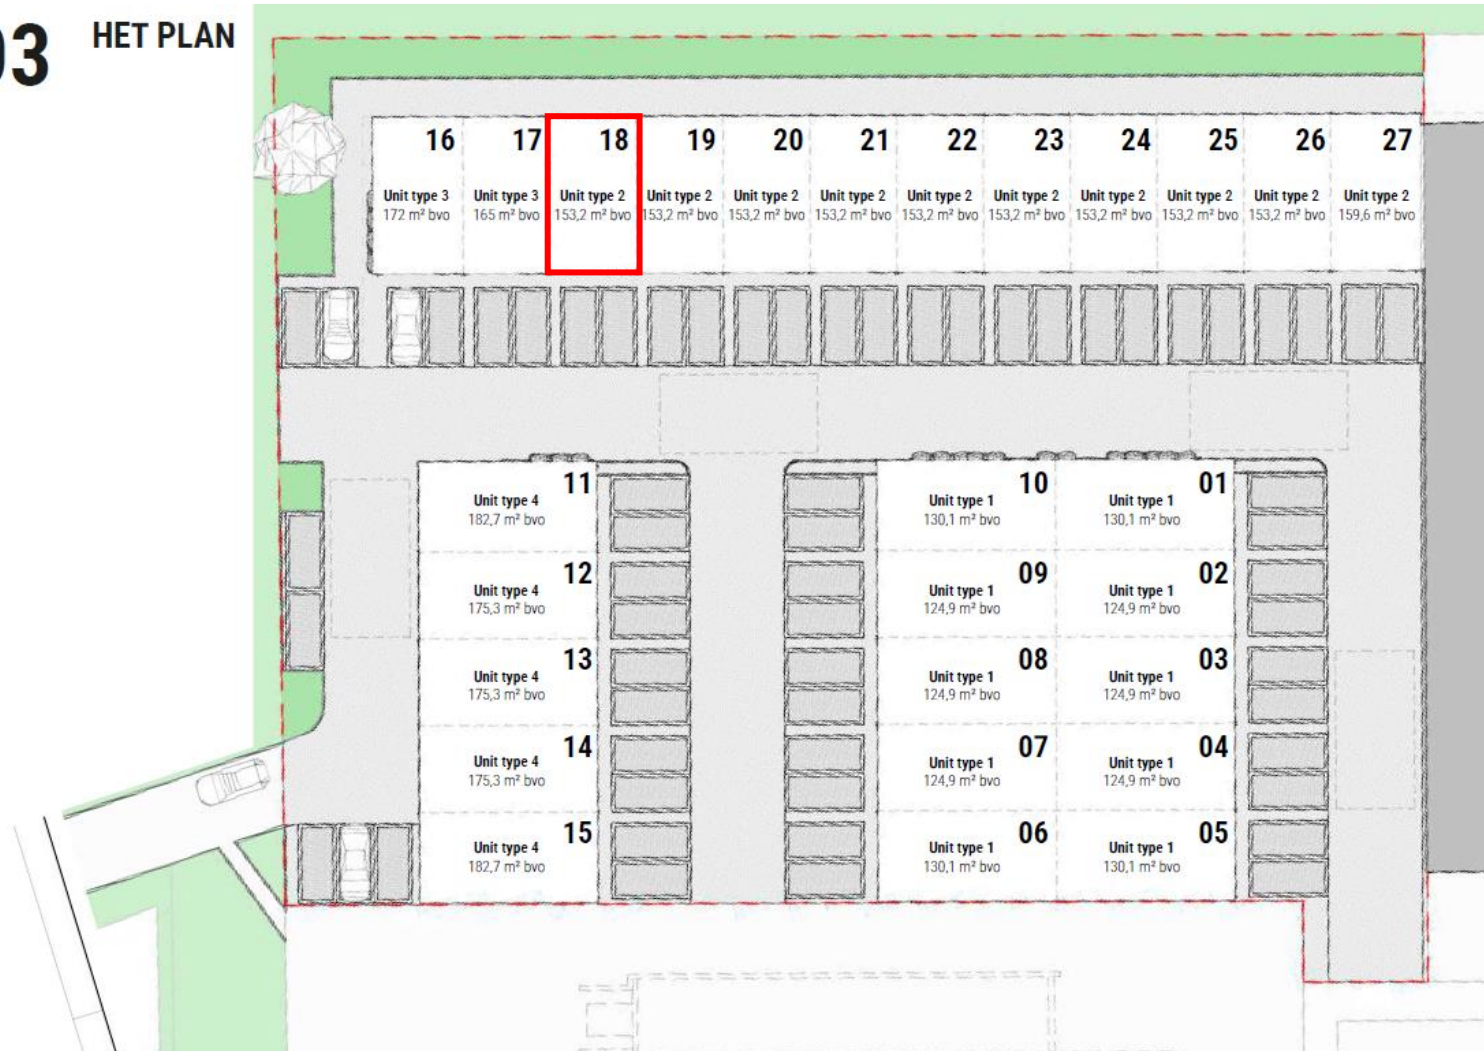 03 HET PLAN
16 17 18 19 20 21 22 23 24 25 26 27
Unit type 3 Unit type 3 Unit type 2 Unit type 2 Unit type 2 Unit type 2 Unit type 2 Unit type 2 Unit type 2 Unit type 2 Unit type 2 Unit type 2
172 m² bvo 165 m² bvo 153,2 m² bvo 153,2 m² bvo 153,2 m² bvo 153,2 m² bvo 153,2 m² bvo 153,2 m² bvo 153,2 m² bvo 153,2 m² bvo 153,2 m² bvo 159,6 m² bvo
11 10 01
Unit type 4 Unit type 1 Unit type 1
182,7 m² bvo 130,1 m² bvo 130,1 m² bvo
12 09 02
Unit type 4 Unit type 1 Unit type 1
175,3 m² bvo 124,9 m² bvo 124,9 m² bvo
13 08 03
Unit type 4 Unit type 1 Unit type 1
175,3 m² bvo 124,9 m² bvo 124,9 m² bvo
14 07 04
Unit type 4 Unit type 1 Unit type 1
175,3 m² bvo 124,9 m² bvo 124,9 m² bvo
15 06 05
Unit type 4 Unit type 1 Unit type 1
182,7 m² bvo 130,1 m² bvo 130,1 m² bvo